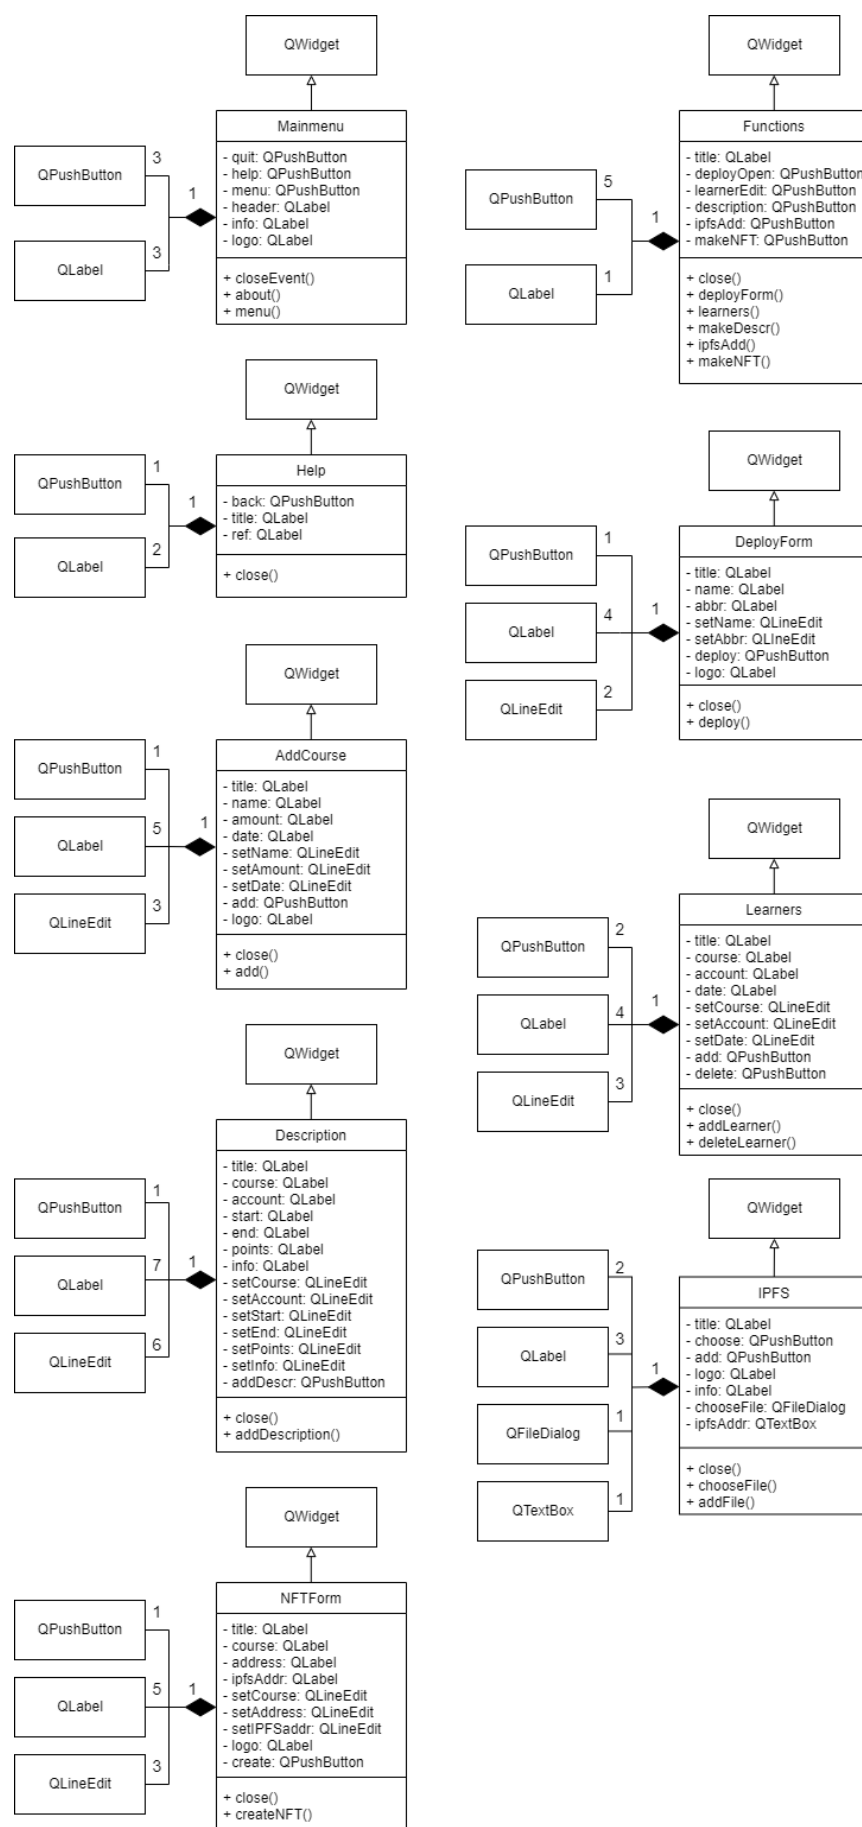 QWidget
Mainmenu
- quit: QPushButton
- help: QPushButton
- menu: QPushButton
- header: QLabel
- info: QLabel
- logo: QLabel
+ closeEvent()
+ about()
+ menu()
QPushButton
3
QLabel
3
1
QWidget
Functions
- title: QLabel
- deployOpen: QPushButton
- learnerEdit: QPushButton
- description: QPushButton
- ipfsAdd: QPushButton
- makeNFT: QPushButton
+ close()
+ deployForm()
+ learners()
+ makeDescr()
+ ipfsAdd()
+ makeNFT()
QPushButton
5
QLabel
1
1
QWidget
Help
- back: QPushButton
- title: QLabel
- ref: QLabel
+ close()
QPushButton
1
QLabel
2
1
QWidget
DeployForm
- title: QLabel
- name: QLabel
- abbr: QLabel
- setName: QLineEdit
- setAbbr: QLIneEdit
- deploy: QPushButton
- logo: QLabel
+ close()
+ deploy()
QPushButton
1
QLabel
4
QLineEdit
2
1
QWidget
AddCourse
- title: QLabel
- name: QLabel
- amount: QLabel
- date: QLabel
- setName: QLineEdit
- setAmount: QLineEdit
- setDate: QLineEdit
- add: QPushButton
- logo: QLabel
+ close()
+ add()
QPushButton
1
QLabel
5
QLineEdit
3
1
QWidget
Learners
- title: QLabel
- course: QLabel
- account: QLabel
- date: QLabel
- setCourse: QLineEdit
- setAccount: QLineEdit
- setDate: QLineEdit
- add: QPushButton
- delete: QPushButton
+ close()
+ addLearner()
+ deleteLearner()
QPushButton
2
QLabel
4
QLineEdit
3
1
QWidget
Description
- title: QLabel
- course: QLabel
- account: QLabel
- start: QLabel
- end: QLabel
- points: QLabel
- info: QLabel
- setCourse: QLineEdit
- setAccount: QLineEdit
- setStart: QLineEdit
- setEnd: QLineEdit
- setPoints: QLineEdit
- setInfo: QLineEdit
- addDescr: QPushButton
+ close()
+ addDescription()
QPushButton
1
QLabel
7
QLineEdit
6
1
QWidget
IPFS
- title: QLabel
- choose: QPushButton
- add: QPushButton
- logo: QLabel
- info: QLabel
- chooseFile: QFileDialog
- ipfsAddr: QTextBox
+ close()
+ chooseFile()
+ addFile()
QPushButton
2
QLabel
3
QFileDialog
1
QTextBox
1
1
QWidget
NFTForm
- title: QLabel
- course: QLabel
- address: QLabel
- ipfsAddr: QLabel
- setCourse: QLineEdit
- setAddress: QLineEdit
- setIPFSaddr: QLineEdit
- logo: QLabel
- create: QPushButton
+ close()
+ createNFT()
QPushButton
1
QLabel
5
QLineEdit
3
1